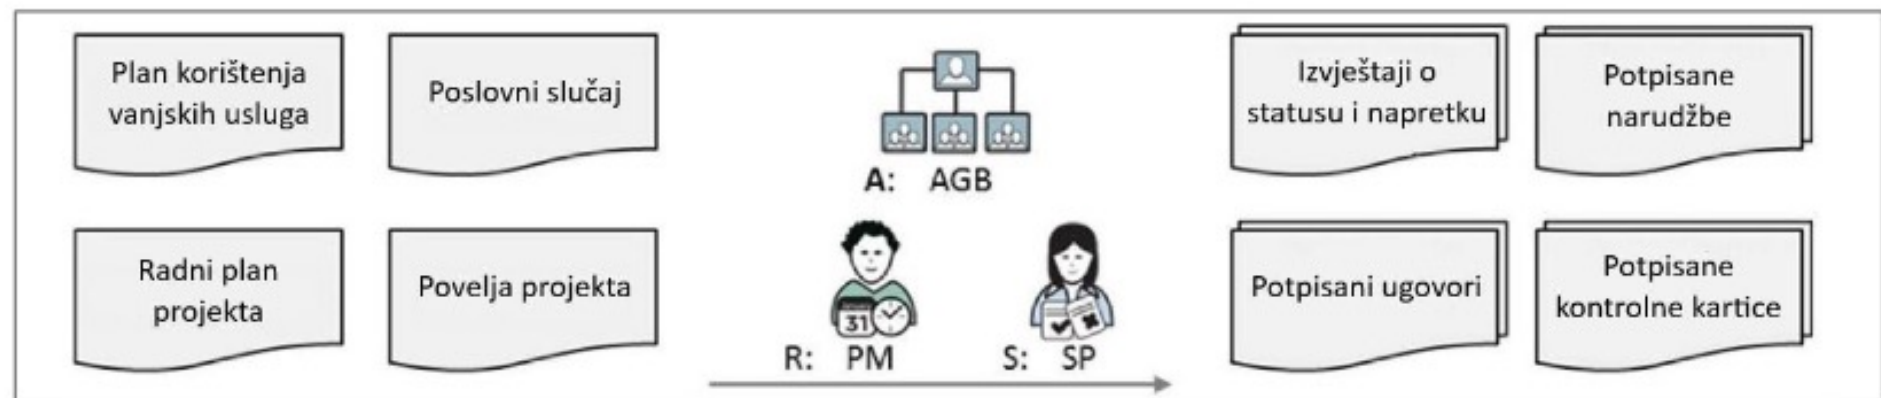 Plan korištenja
vanjskih usluga
Poslovni slučaj
Radni plan
projekta
Povelja projekta
A: AGB
31
R: PM
S: SP
Izvještaji o
statusu i napretku
Potpisane
narudžbe
Potpisani ugovori
Potpisane
kontrolne kartice